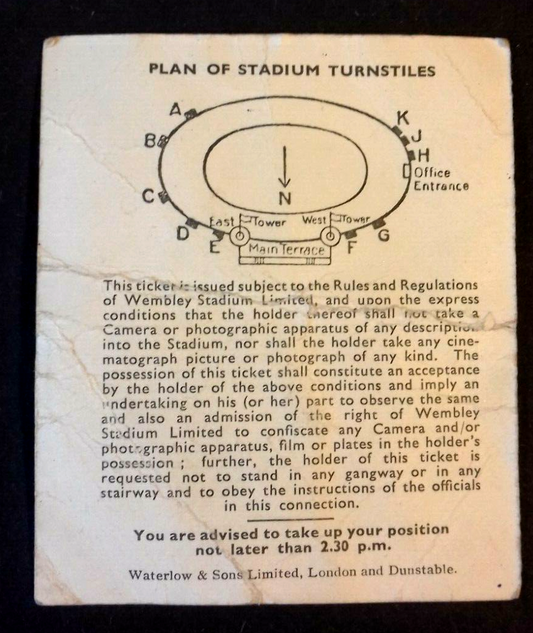 PLAN OF STADIUM TURNSTILES
A
K
B
J
H
Office
Entrance
N
C
East Tower
West Tower
D
G
E
F
Main Terrace
This ticket is issued subject to the Rules and Regulations
of Wembley Stadium Limited, and upon the express
conditions that the holder thereof shall not take a
Camera or photographic apparatus of any description
into the Stadium, nor shall the holder take any cine-
matograph picture or photograph of any kind. The
possession of this ticket shall constitute an acceptance
by the holder of the above conditions and imply an
undertaking on his (or her) part to observe the same
and also an admission of the right of Wembley
Stadium Limited to confiscate any Camera and/or
photographic apparatus, film or plates in the holder's
possession ; further, the holder of this ticket is
requested not to stand in any gangway or in any
stairway and to obey the instructions of the officials
in this connection.
You are advised to take up your position
not later than 2.30 p.m.
Waterlow & Sons Limited, London and Dunstable.